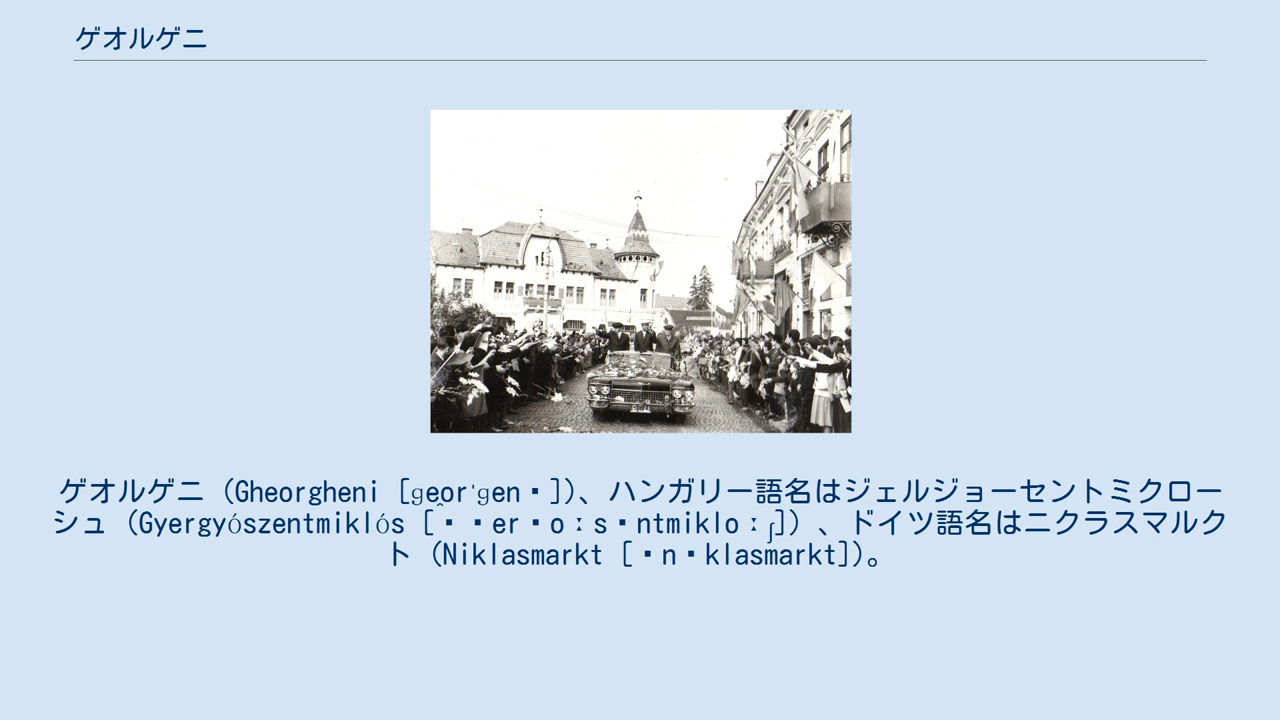 ゲオルゲニ
ゲオルゲニ（Gheorgheni [ɡe̯orˈɡen▪])、ハンガリー語名はジェルジョーセントミクロー
シュ（Gyergyószentmiklós [▪▪er▪oːs▪ntmikloːʃ]）、ドイツ語名はニクラスマルク
ト（Niklasmarkt [▪n▪klasmarkt])。